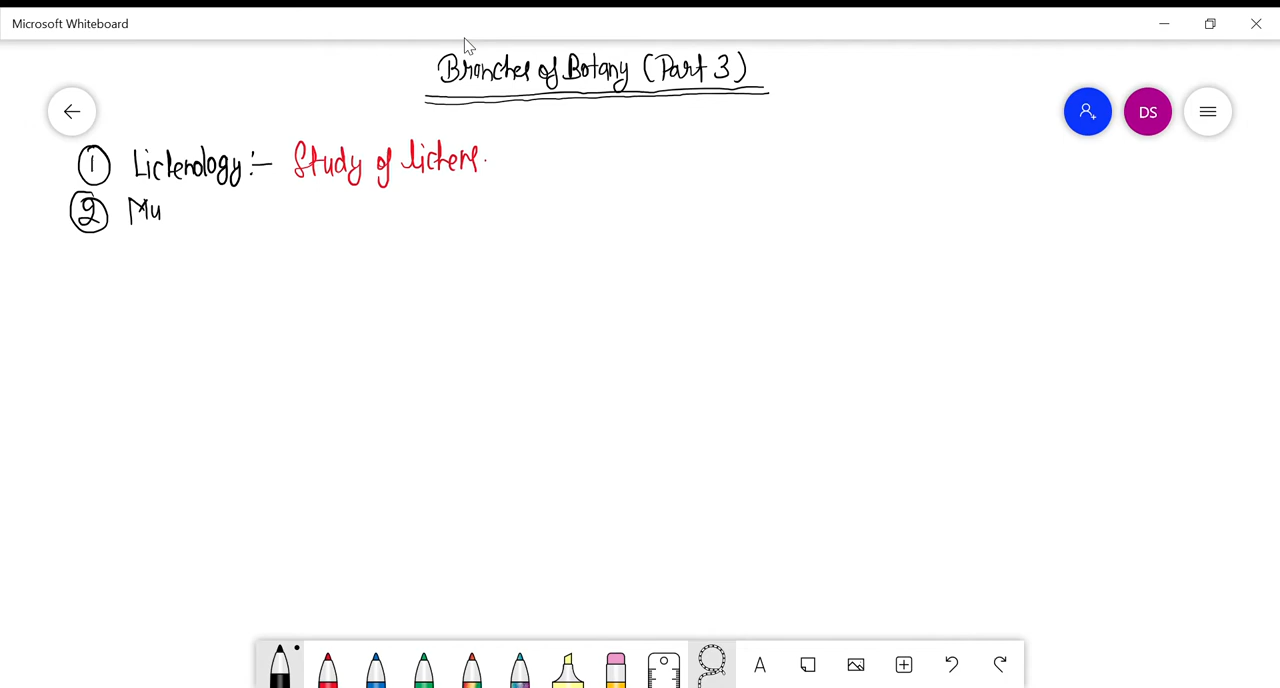 Microsoft Whiteboard
Branches of Botany (Part 3)
DS
① Lichenology:- Study of lichens.
② Mu
A